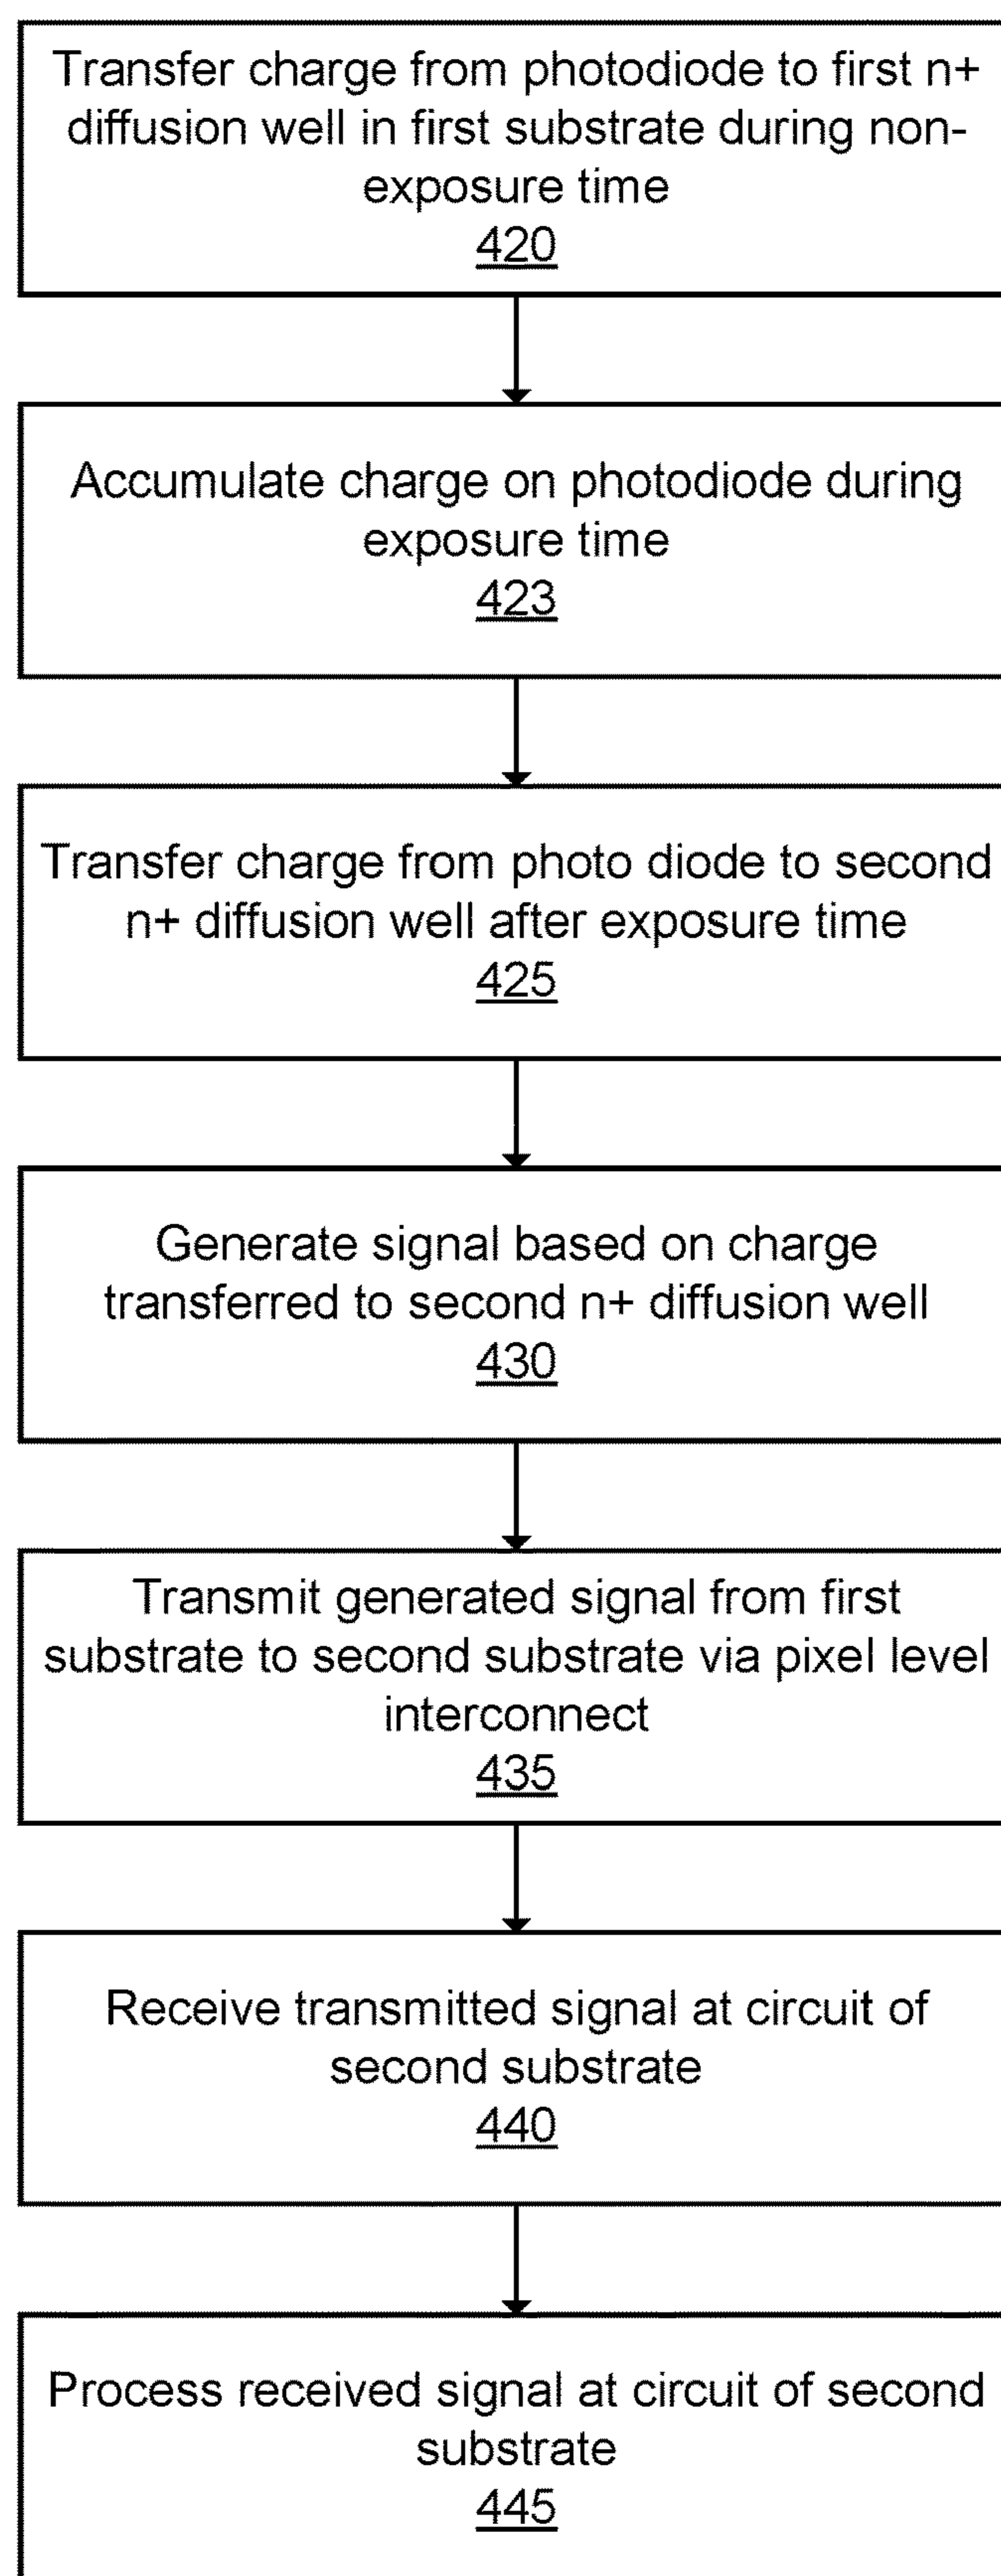 Transfer charge from photodiode to first n+
diffusion well in first substrate during non-
exposure time
420
Accumulate charge on photodiode during
exposure time
423
Transfer charge from photo diode to second
n+ diffusion well after exposure time
425
Generate signal based on charge
transferred to second n+ diffusion well
430
Transmit generated signal from first
substrate to second substrate via pixel level
interconnect
435
Receive transmitted signal at circuit of
second substrate
440
Process received signal at circuit of second
substrate
445